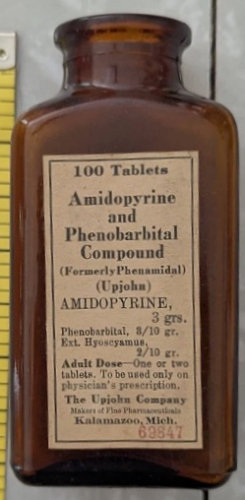 100 Tablets
Amidopyrine
and
Phenobarbital
Compound
(Formerly Phenamidal)
(Upjohn)
AMIDOPYRINE,
3 grs.
Phenobarbital, 3/10 gr.
Ext. Hyoscyamus,
2/10 gr.
Adult Dose—One or two
tablets. To be used only on
physician's prescription.
The Upjohn Company
Makers of Fine Pharmaceuticals
Kalamazoo, Mich.
69847